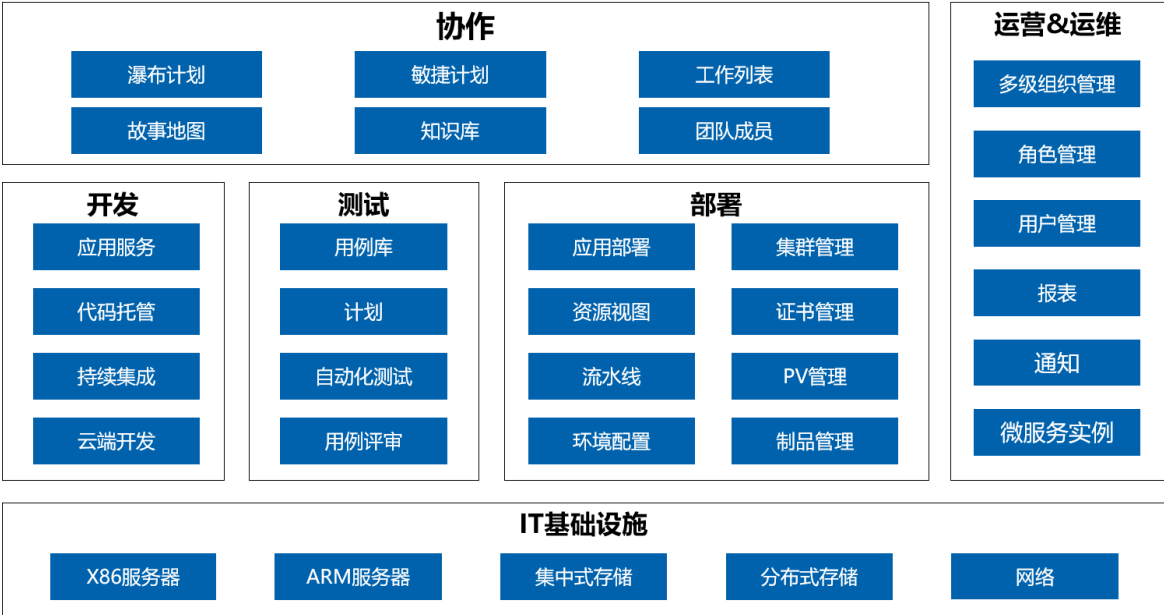 协作
瀑布计划
敏捷计划
工作列表
故事地图
知识库
团队成员
开发
应用服务
代码托管
持续集成
云端开发
测试
用例库
计划
自动化测试
用例评审
部署
应用部署
集群管理
资源视图
证书管理
流水线
PV管理
环境配置
制品管理
运营&运维
多级组织管理
角色管理
用户管理
报表
通知
微服务实例
IT基础设施
X86服务器
ARM服务器
集中式存储
分布式存储
网络